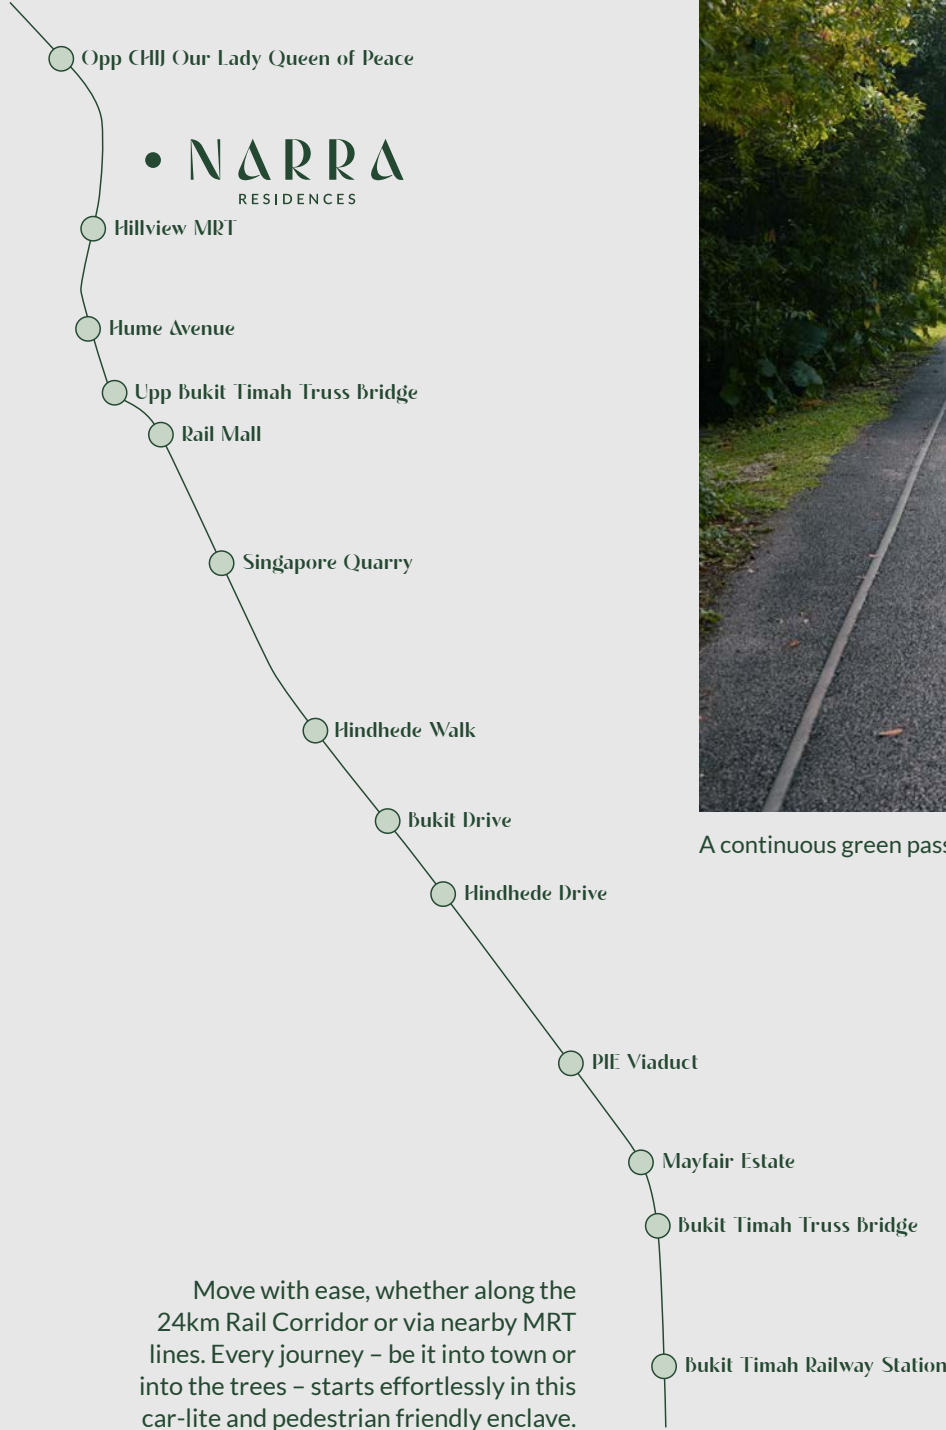 Opp CHIJ Our Lady Queen of Peace
NARRA
RESIDENCES
Hillview MRT
Hume Avenue
Upp Bukit Timah Truss Bridge
Rail Mall
Singapore Quarry
Hindhede Walk
Bukit Drive
A continuous green pass
Hindhede Drive
PIE Viaduct
Mayfair Estate
Bukit Timah Truss Bridge
Bukit Timah Railway Station
Move with ease, whether along the
24km Rail Corridor or via nearby MRT
lines. Every journey – be it into town or
into the trees – starts effortlessly in this
car-lite and pedestrian friendly enclave.